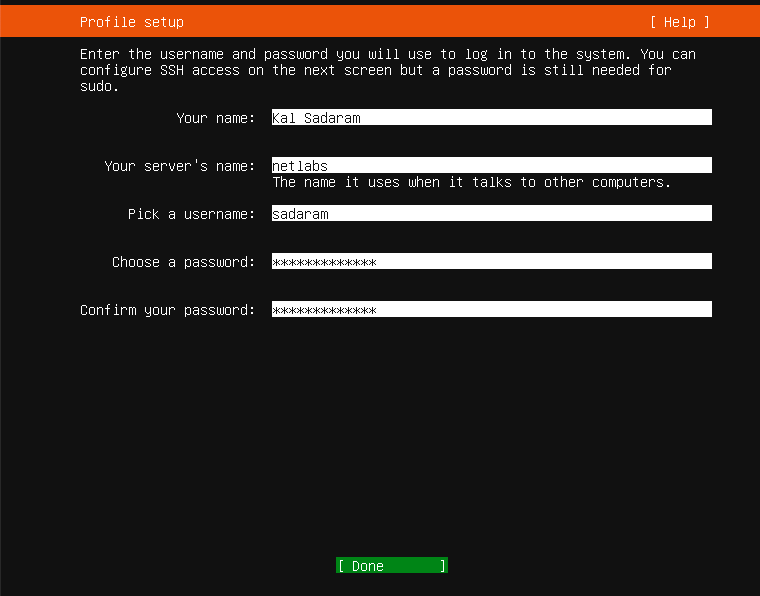 Profile setup [ Help ]
Enter the username and password you will use to log in to the system. You can
configure SSH access on the next screen but a password is still needed for
sudo.
Your name: Kal Sadaram
Your server's name: netlabs
The name it uses when it talks to other computers.
Pick a username: sadaram
Choose a password: *************
Confirm your password: *************
[ Done ]